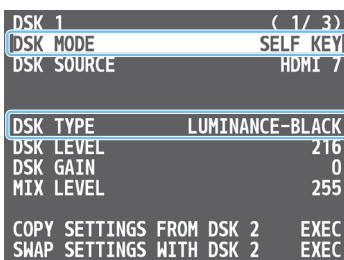 DSK 1 ( 1/ 3)
DSK MODE SELF KEY
DSK SOURCE HDMI 7
DSK TYPE LUMINANCE-BLACK
DSK LEVEL 216
DSK GAIN 0
MIX LEVEL 255
COPY SETTINGS FROM DSK 2 EXEC
SWAP SETTINGS WITH DSK 2 EXEC